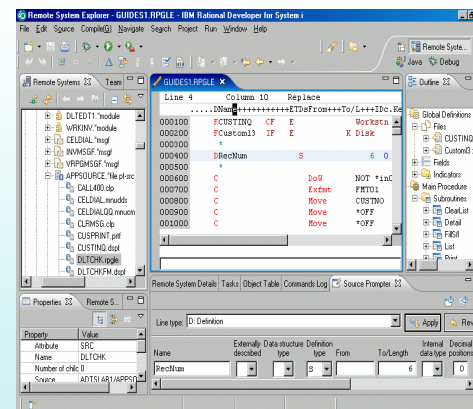 Remote System Explorer - GUIDES1.RPGLE - IBM Rational Developer for System i
File Edit Source Compile(G) Navigate Search Project Run Window Help
Remote Syste...
Java Debug
Remote Systems Team
GUIDES1.RPGLE
Outline
Line 4 Column 10 Replace
.....DName++++++++++ETDsFrom+++To/L+++IDc.Ke
000100 FCUSTINQ CF E Workstn
000200 FCustoml3 IF E K Disk
000300 *
000400 DRecNum S 6 0
000500 *
000600 C DoW NOT *inC
000700 C Exfmt FMT01
000800 C Move CUSTNO
000900 C Move *OFF
001000 C Move *OFF
DLTEDT1.*module
WRKINV.*module
CELDIAL.*msgf
INVMSGF.*msgf
VRPGMSGF.*msgf
APPSOURCE.*file.pf-src
CALL400.cbl
CELDIAL.mnudds
CELDIALQQ.mnucmd
CLRMSG.clp
CUSPRINT.prtf
CUSTINQ.dspf
DLTCHK.rpgle
DLTCHKFM.dspf
Global Definitions
Files
CUSTINQ
Customl3 :
Fields
Indicators
Main Procedure
Subroutines
ClearList
Detail
FillSfl
List
Print
Properties Remote S...
Property Value
Attribute SRC
Name DLTCHK
Number of chilc 0
Source ADTSLAB1/APPSO
Remote System Details Tasks Object Table Commands Log Source Prompter
Line type: D: Definition Apply Re
Name Externally described Data structure type Definition type From To/Length Internal data type Decimal positions
RecNum S 6 0